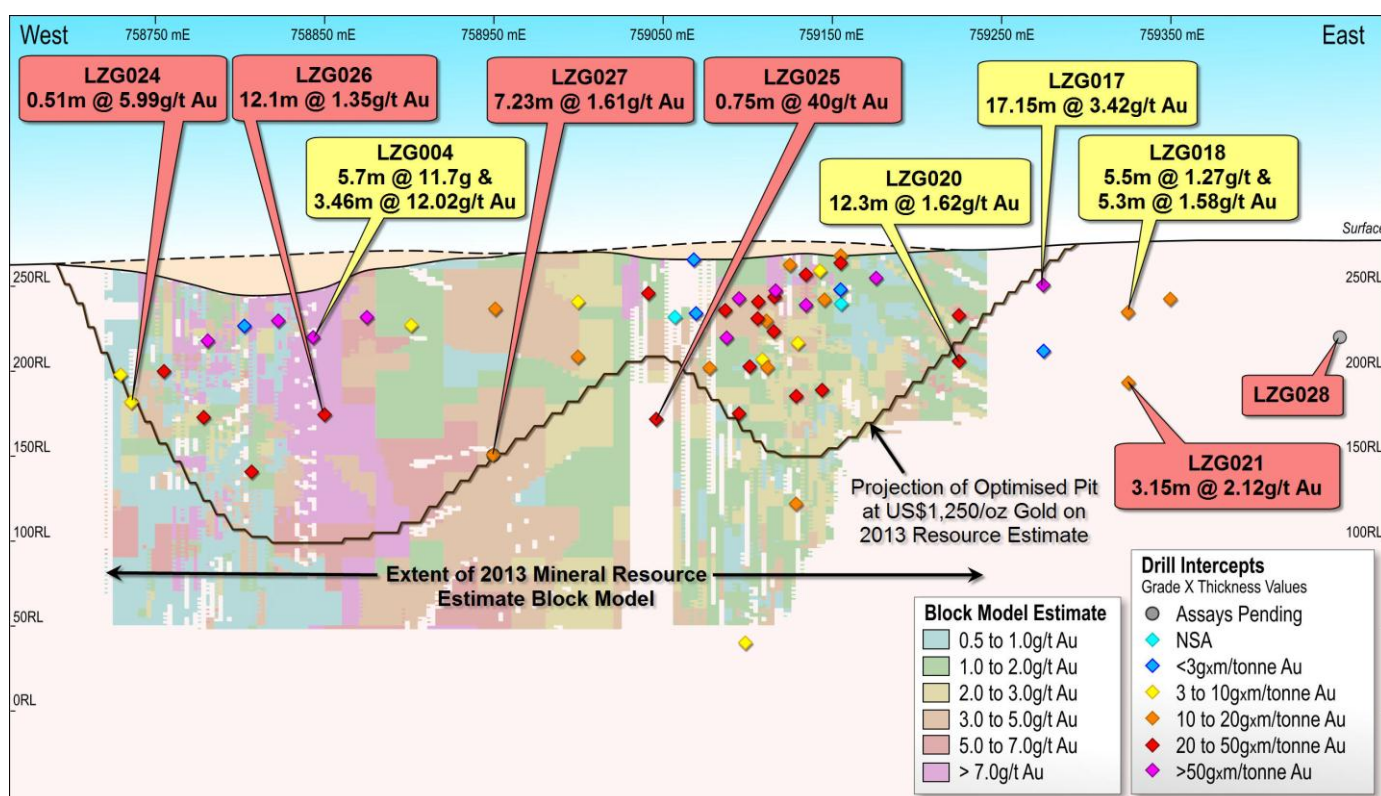 West
758750 mE
758850 mE
758950 mE
759050 mE
759150 mE
759250 mE
759350 mE
East
LZG024
0.51m @ 5.99g/t Au
LZG026
12.1m @ 1.35g/t Au
LZG027
7.23m @ 1.61g/t Au
LZG025
0.75m @ 40g/t Au
LZG017
17.15m @ 3.42g/t Au
LZG004
5.7m @ 11.7g &
3.46m @ 12.02g/t Au
LZG020
12.3m @ 1.62g/t Au
LZG018
5.5m @ 1.27g/t &
5.3m @ 1.58g/t Au
Surface
250RL
250RL
200RL
200RL
LZG028
150RL
150RL
LZG021
3.15m @ 2.12g/t Au
Projection of Optimised Pit
at US$1,250/oz Gold on
2013 Resource Estimate
100RL
100RL
Extent of 2013 Mineral Resource
Estimate Block Model
50RL
0RL
Block Model Estimate
0.5 to 1.0g/t Au
1.0 to 2.0g/t Au
2.0 to 3.0g/t Au
3.0 to 5.0g/t Au
5.0 to 7.0g/t Au
> 7.0g/t Au
Drill Intercepts
Grade X Thickness Values
Assays Pending
NSA
<3gxm/tonne Au
3 to 10gxm/tonne Au
10 to 20gxm/tonne Au
20 to 50gxm/tonne Au
>50gxm/tonne Au